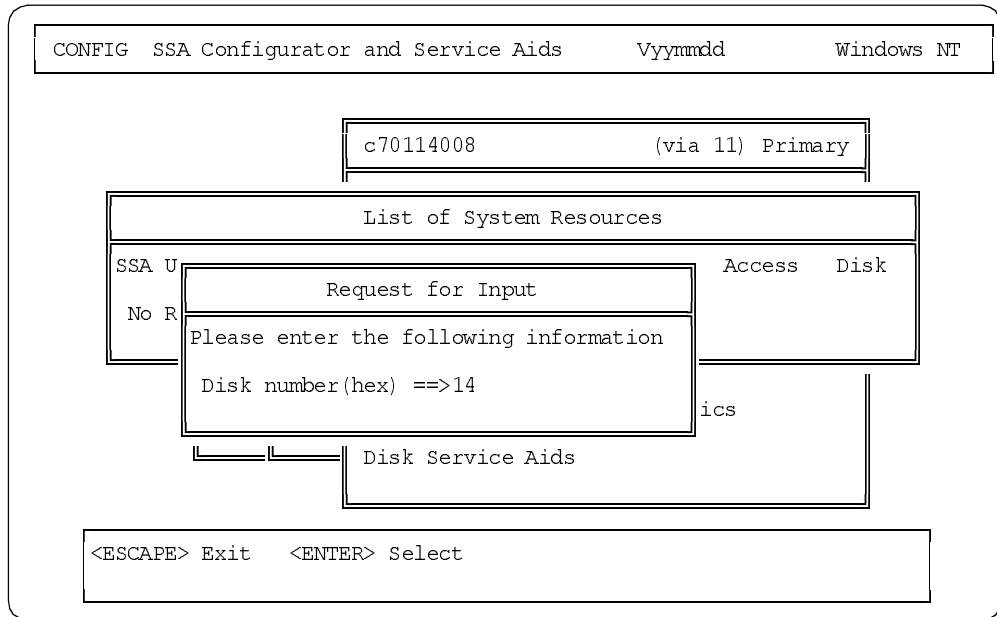 CONFIG SSA Configurator and Service Aids Vyymmdd Windows NT
c70114008 (via 11) Primary
List of System Resources
SSA U Access Disk
Request for Input
No R
Please enter the following information
Disk number(hex) ==>14
ics
Disk Service Aids
<ESCAPE> Exit <ENTER> Select